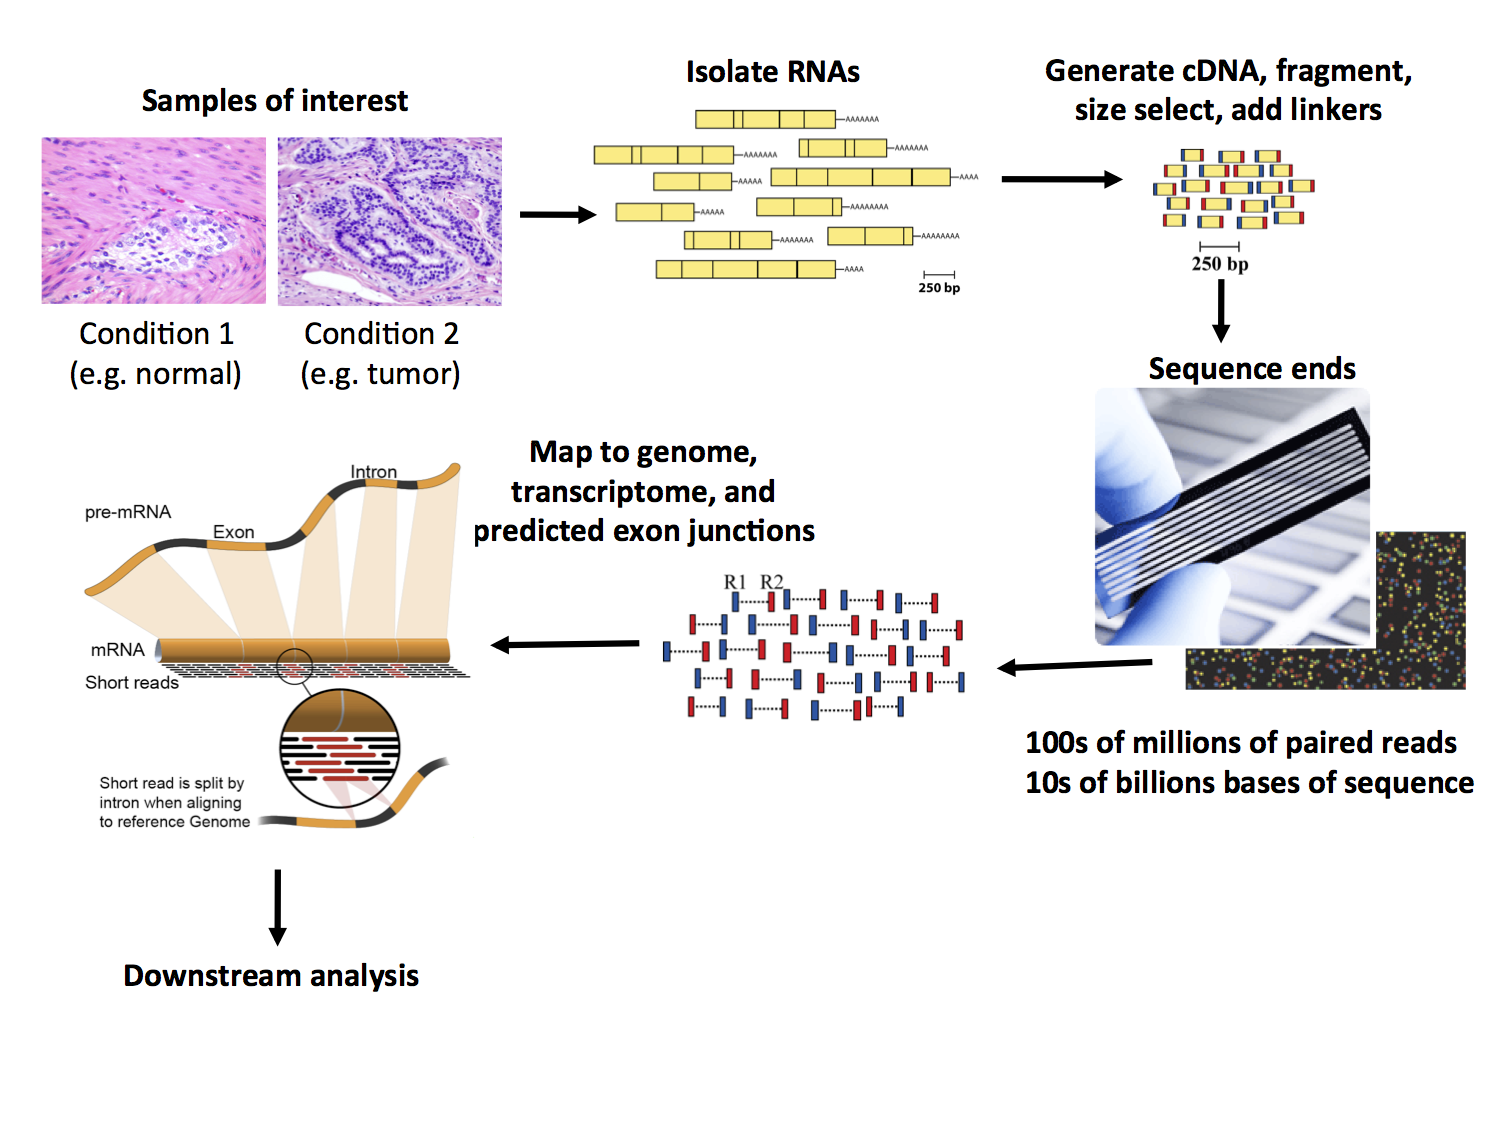 Samples of interest
Condition 1
(e.g. normal)
Condition 2
(e.g. tumor)
Isolate RNAs
AAAAAAA
AAAAAAA
AAAAAAA
AAAAA
AAAA
AAAAA
AAAAAAAA
AAAAAAA
AAAAAAAA
AAAA
250 bp
Generate cDNA, fragment,
size select, add linkers
250 bp
Sequence ends
100s of millions of paired reads
10s of billions bases of sequence
R1 R2
Map to genome,
transcriptome, and
predicted exon junctions
Intron
pre-mRNA
Exon
mRNA
Short reads
Short read is split by
intron when aligning
to reference Genome
Downstream analysis